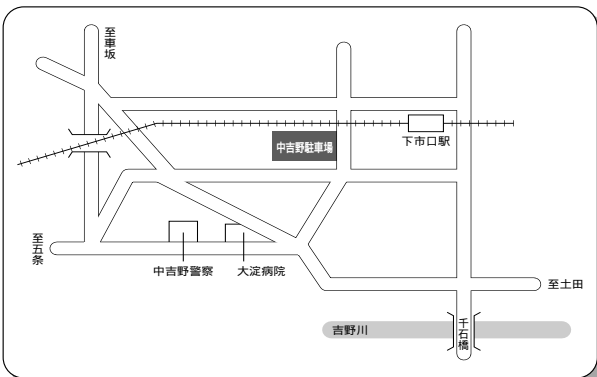 至車坂
中吉野駐車場
下市口駅
至五条
中吉野警察
大淀病院
至土田
吉野川
千石橋